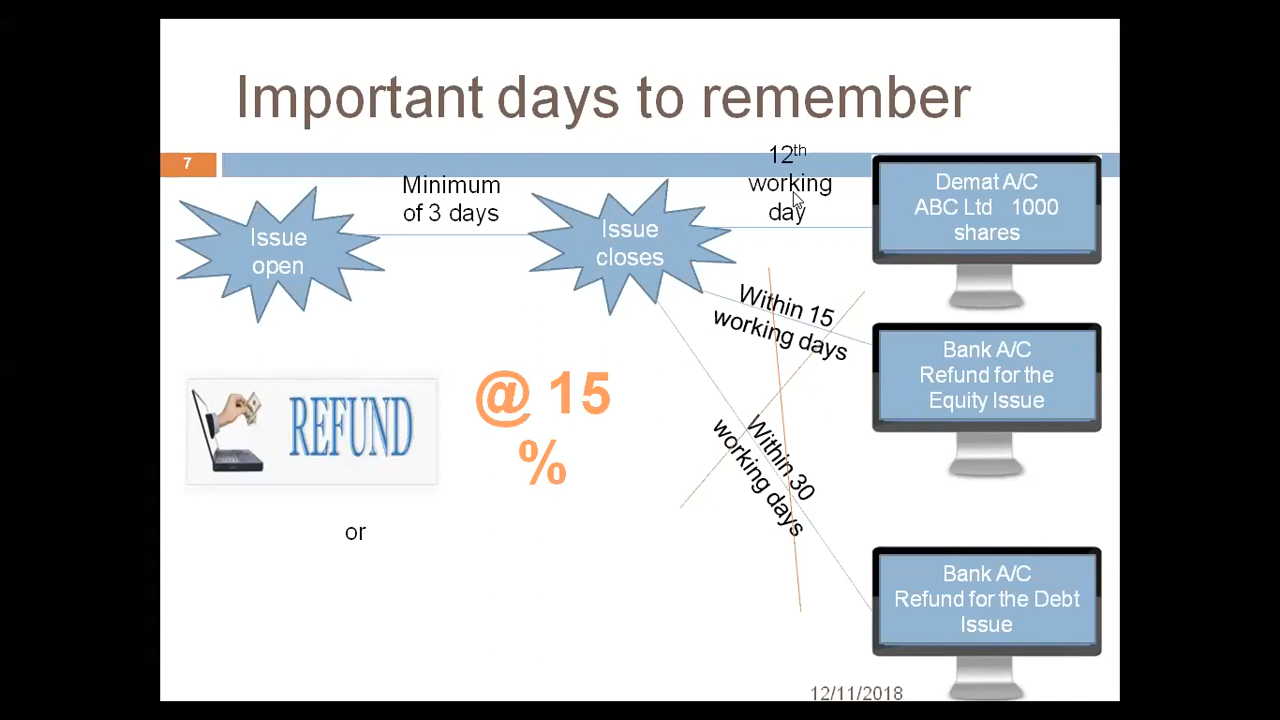 Important days to remember
7
Issue
open
Minimum
of 3 days
Issue
closes
12th
working
day
Demat A/C
ABC Ltd 1000
shares
Within 15
working days
Bank A/C
Refund for the
Equity Issue
REFUND
@ 15
%
Within 30
working days
or
Bank A/C
Refund for the Debt
Issue
12/11/2018